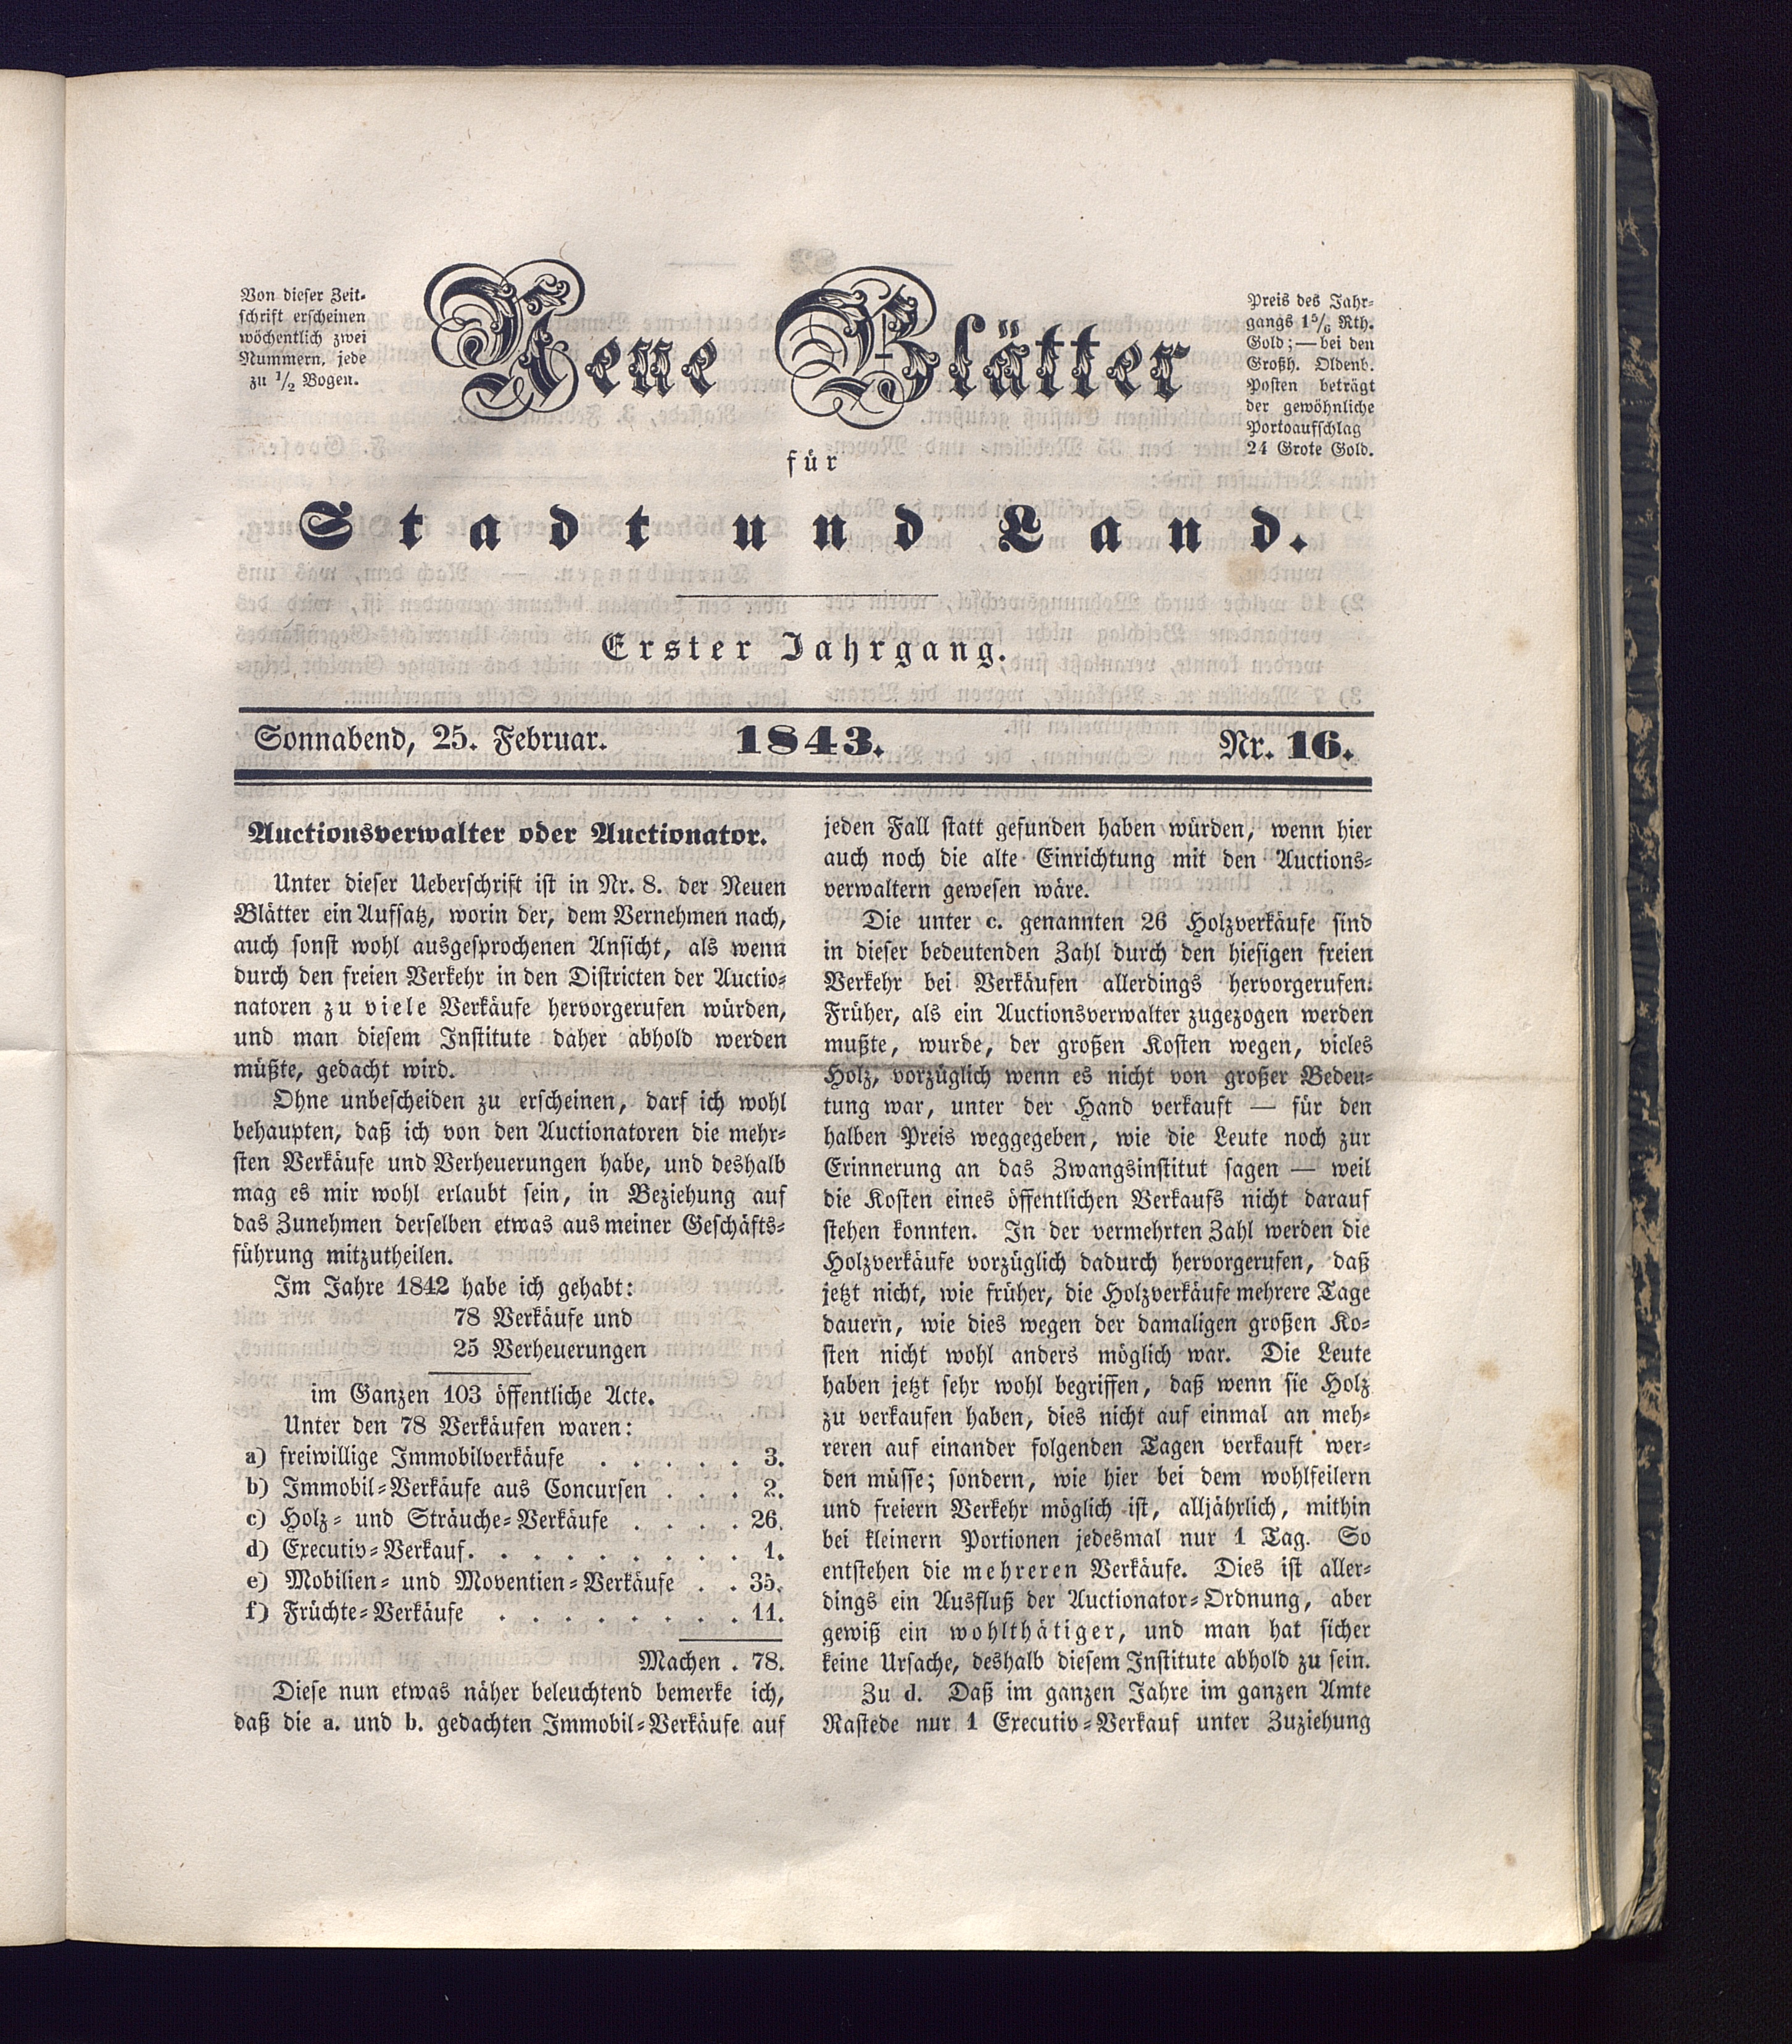 Von dieser Zeit-
schrift erscheinen
wöchentlich zwei
Nummern, jede
zu 1/2 Bogen.
Neue Blätter
Preis des Jahr-
gangs 1 5/6 Rth.
Gold; — bei den
Großh. Oldenb.
Posten beträgt
der gewöhnliche
Portoaufschlag
24 Grote Gold.
für
Stadt und Land.
Erster Jahrgang.
Sonnabend, 25. Februar. 1843. Nr. 16.
Auctionsverwalter oder Auctionator.
Unter dieser Ueberschrift ist in Nr. 8. der Neuen
Blätter ein Aufsatz, worin der, dem Vernehmen nach,
auch sonst wohl ausgesprochenen Ansicht, als wenn
durch den freien Verkehr in den Districten der Auctio-
natoren zu viele Verkäufe hervorgerufen würden,
und man diesem Institute daher abhold werden
müßte, gedacht wird.
Ohne unbescheiden zu erscheinen, darf ich wohl
behaupten, daß ich von den Auctionatoren die mehr-
sten Verkäufe und Verheuerungen habe, und deshalb
mag es mir wohl erlaubt sein, in Beziehung auf
das Zunehmen derselben etwas aus meiner Geschäfts-
führung mitzutheilen.
Im Jahre 1842 habe ich gehabt:
78 Verkäufe und
25 Verheuerungen
im Ganzen 103 öffentliche Acte.
Unter den 78 Verkäufen waren:
a) freiwillige Immobilverkäufe . . . . . 3.
b) Immobil-Verkäufe aus Concursen . . . 2.
c) Holz- und Sträuche-Verkäufe . . . . 26.
d) Executiv-Verkauf. . . . . . . . . 1.
e) Mobilien- und Moventien-Verkäufe . . 35.
f) Früchte-Verkäufe . . . . . . . . 11.
Machen . 78.
Diese nun etwas näher beleuchtend bemerke ich,
daß die a. und b. gedachten Immobil-Verkäufe auf
jeden Fall statt gefunden haben würden, wenn hier
auch noch die alte Einrichtung mit den Auctions-
verwaltern gewesen wäre.
Die unter c. genannten 26 Holzverkäufe sind
in dieser bedeutenden Zahl durch den hiesigen freien
Verkehr bei Verkäufen allerdings hervorgerufen.
Früher, als ein Auctionsverwalter zugezogen werden
mußte, wurde, der großen Kosten wegen, vieles
Holz, vorzüglich wenn es nicht von großer Bedeu-
tung war, unter der Hand verkauft — für den
halben Preis weggegeben, wie die Leute noch zur
Erinnerung an das Zwangsinstitut sagen — weil
die Kosten eines öffentlichen Verkaufs nicht darauf
stehen konnten. In der vermehrten Zahl werden die
Holzverkäufe vorzüglich dadurch hervorgerufen, daß
jetzt nicht, wie früher, die Holzverkäufe mehrere Tage
dauern, wie dies wegen der damaligen großen Ko-
sten nicht wohl anders möglich war. Die Leute
haben jetzt sehr wohl begriffen, daß wenn sie Holz
zu verkaufen haben, dies nicht auf einmal an meh-
reren auf einander folgenden Tagen verkauft wer-
den müsse; sondern, wie hier bei dem wohlfeilern
und freiern Verkehr möglich ist, alljährlich, mithin
bei kleinern Portionen jedesmal nur 1 Tag. So
entstehen die mehreren Verkäufe. Dies ist aller-
dings ein Ausfluß der Auctionator-Ordnung, aber
gewiß ein wohlthätiger, und man hat sicher
keine Ursache, deshalb diesem Institute abhold zu sein.
Zu d. Daß im ganzen Jahre im ganzen Amte
Rastede nur 1 Executiv-Verkauf unter Zuziehung